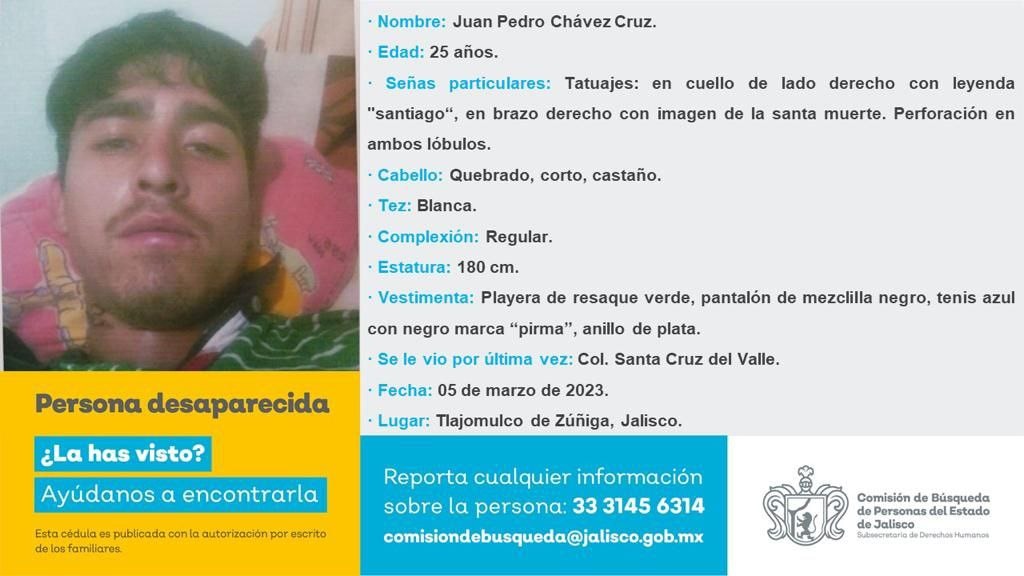 · Nombre: Juan Pedro Chávez Cruz.
· Edad: 25 años.
· Señas particulares: Tatuajes: en cuello de lado derecho con leyenda
"santiago“, en brazo derecho con imagen de la santa muerte. Perforación en
ambos lóbulos.
· Cabello: Quebrado, corto, castaño.
· Tez: Blanca.
· Complexión: Regular.
· Estatura: 180 cm.
· Vestimenta: Playera de resaque verde, pantalón de mezclilla negro, tenis azul
con negro marca “pirma”, anillo de plata.
· Se le vio por última vez: Col. Santa Cruz del Valle.
· Fecha: 05 de marzo de 2023.
· Lugar: Tlajomulco de Zúñiga, Jalisco.
Persona desaparecida
¿La has visto?
Ayúdanos a encontrarla
Esta cédula es publicada con la autorización por escrito
de los familiares.
Reporta cualquier información
sobre la persona: 33 3145 6314
comisiondebusqueda@jalisco.gob.mx
Comisión de Búsqueda
de Personas del Estado
de Jalisco
Subsecretaría de Derechos Humanos